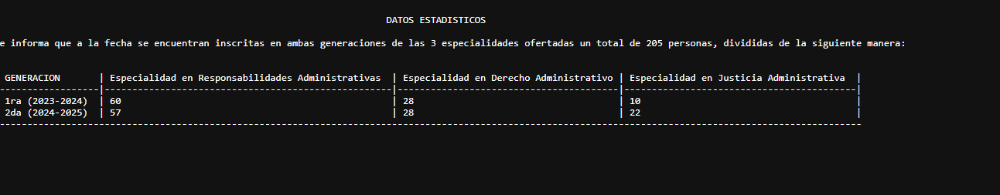 DATOS ESTADISTICOS
e informa que a la fecha se encuentran inscritas en ambas generaciones de las 3 especialidades ofertadas un total de 205 personas, divididas de la siguiente manera:
GENERACION | Especialidad en Responsabilidades Administrativas | Especialidad en Derecho Administrativo | Especialidad en Justicia Administrativa |
1ra (2023-2024) | 60 | 28 | 10 |
2da (2024-2025) | 57 | 28 | 22 |